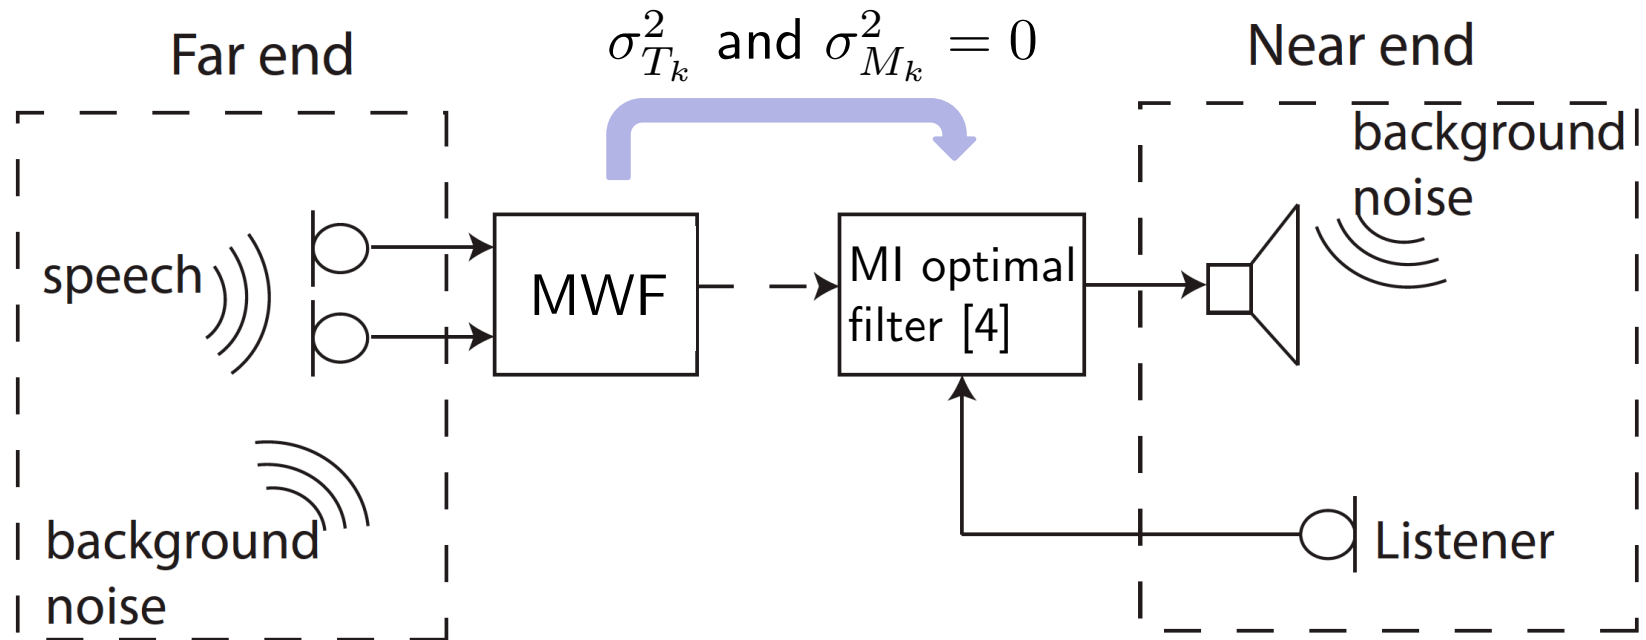 Far end
σ²_{T_k} and σ²_{M_k} = 0
Near end
speech
background
noise
MWF
MI optimal
filter [4]
background
noise
Listener